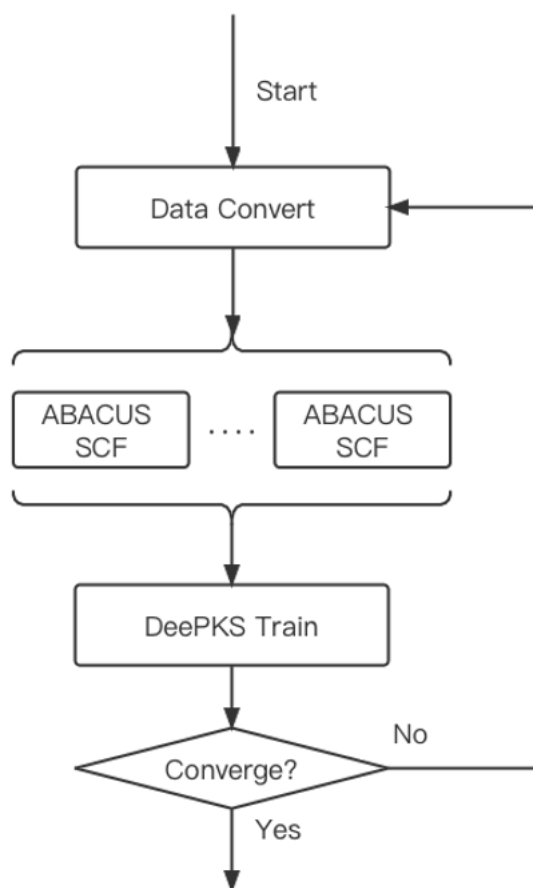 Start
Data Convert
ABACUS
SCF
....
ABACUS
SCF
DeePKS Train
No
Converge?
Yes